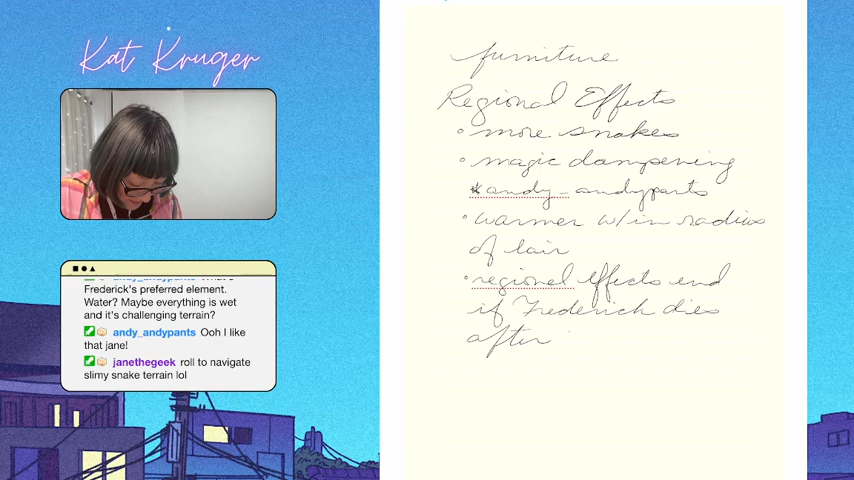 Kat Kruger
Frederick's preferred element.
Water? Maybe everything is wet
and it's challenging terrain?
andy_andypants Ooh I like
that jane!
janethegeek roll to navigate
slimy snake terrain lol
furniture
Regional Effects
• more snakes
• magic dampening
*andy_andyparts
• warmer w/in radius
of lair
• regional effects end
if Frederick dies
after